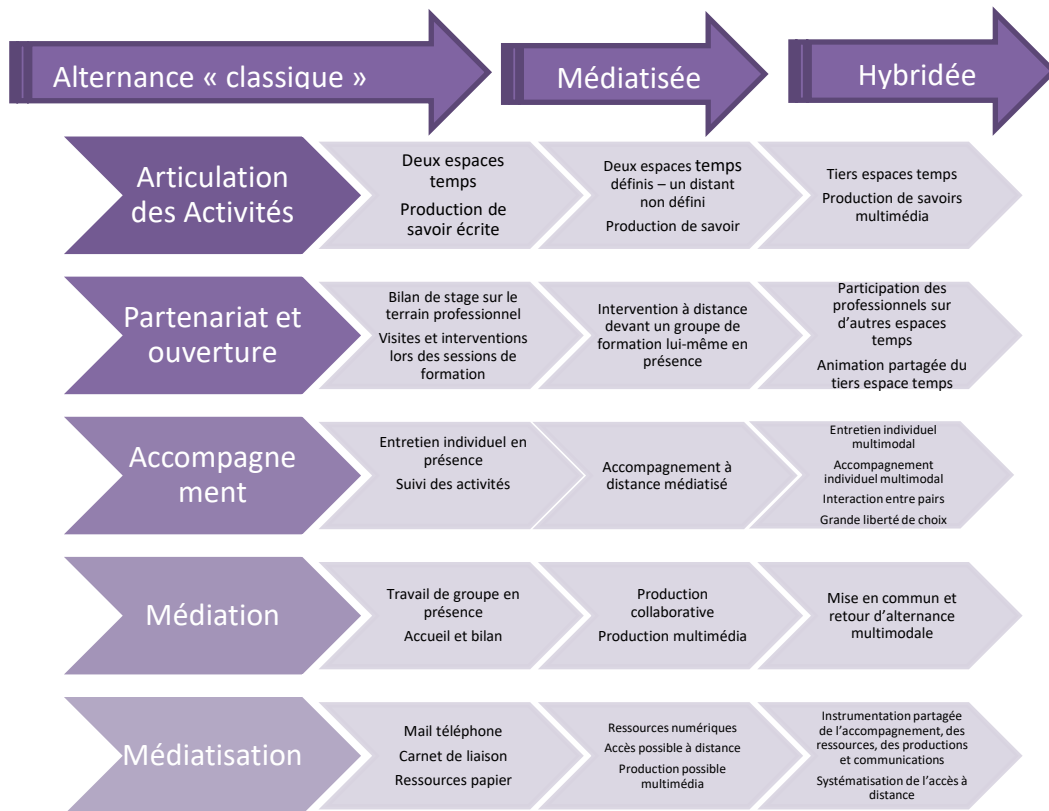 Alternance « classique »
Médiatisée
Hybridée
Articulation
des Activités
Deux espaces
temps
Production de
savoir écrite
Deux espaces temps
définis – un distant
non défini
Production de savoir
Tiers espaces temps
Production de savoirs
multimédia
Partenariat et
ouverture
Bilan de stage sur le
terrain professionnel
Visites et interventions
lors des sessions de
formation
Intervention à distance
devant un groupe de
formation lui-même en
présence
Participation des
professionnels sur
d'autres espaces
temps
Animation partagée du
tiers espace temps
Accompagne
ment
Entretien individuel en
présence
Suivi des activités
Accompagnement à
distance médiatisé
Entretien individuel
multimodal
Accompagnement
individuel multimodal
Interaction entre pairs
Grande liberté de choix
Médiation
Travail de groupe en
présence
Accueil et bilan
Production
collaborative
Production multimédia
Mise en commun et
retour d'alternance
multimodale
Médiatisation
Mail téléphone
Carnet de liaison
Ressources papier
Ressources numériques
Accès possible à distance
Production possible
multimédia
Instrumentation partagée
de l'accompagnement, des
ressources, des productions
et communications
Systématisation de l'accès à
distance